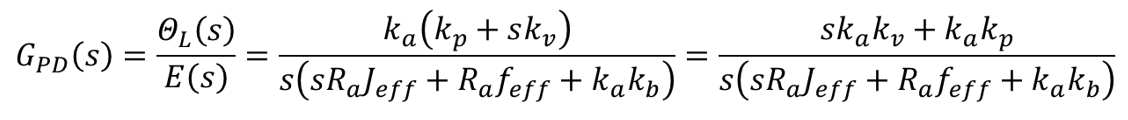 G_{PD}(s) = \frac{\Theta_L(s)}{E(s)} = \frac{k_a(k_p + sk_v)}{s(sR_aJ_{eff} + R_af_{eff} + k_ak_b)} = \frac{sk_ak_v + k_ak_p}{s(sR_aJ_{eff} + R_af_{eff} + k_ak_b)}